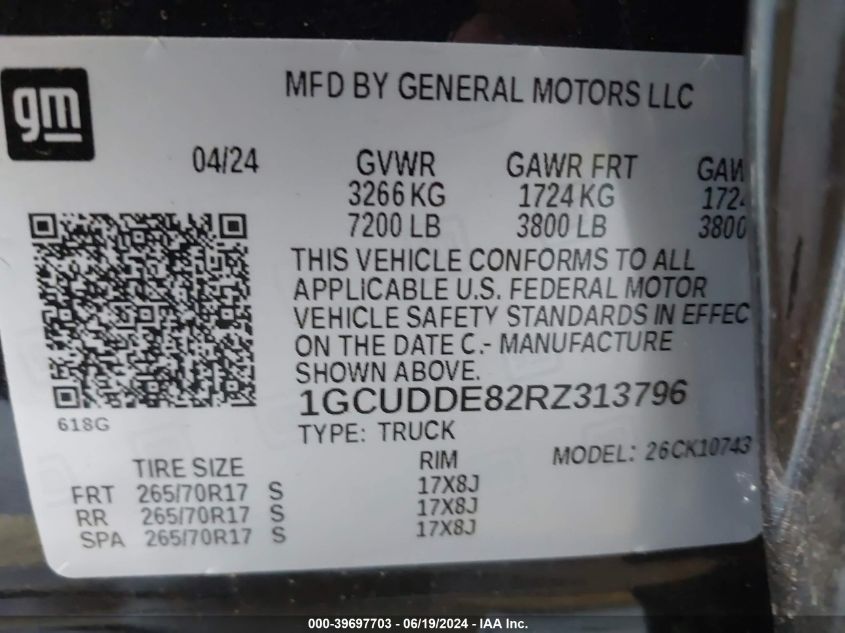 gm
MFD BY GENERAL MOTORS LLC
04/24 GVWR GAWR FRT GAW
3266 KG 1724 KG 172
7200 LB 3800 LB 3800
THIS VEHICLE CONFORMS TO ALL
APPLICABLE U.S. FEDERAL MOTOR
VEHICLE SAFETY STANDARDS IN EFFEC
ON THE DATE C.- MANUFACTURE
SHOWN ABOVE.
1GCUDDE82RZ313796
618G
TYPE: TRUCK
MODEL: 26CK10743
TIRE SIZE RIM
FRT 265/70R17 S 17X8J
RR 265/70R17 S 17X8J
SPA 265/70R17 S 17X8J
000-39697703 - 06/19/2024 - IAA Inc.